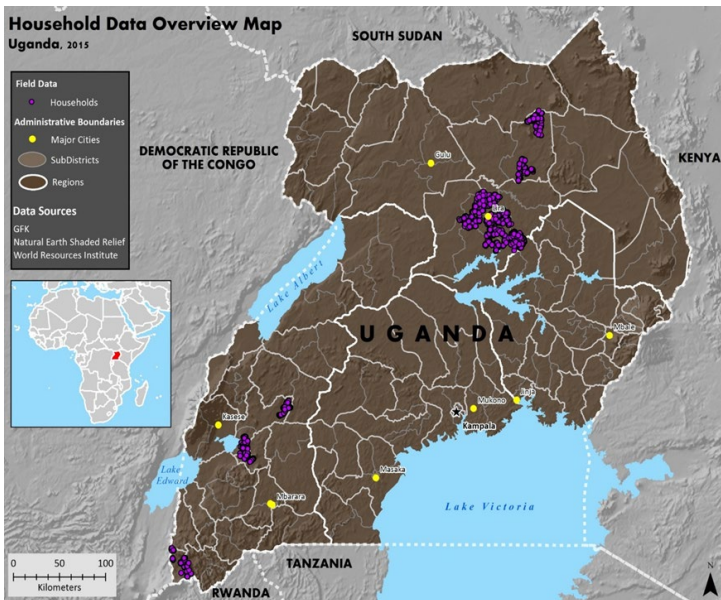 Household Data Overview Map
Uganda, 2015
Field Data
Households
Administrative Boundaries
Major Cities
SubDistricts
Regions
Data Sources
GFK
Natural Earth Shaded Relief
World Resources Institute
SOUTH SUDAN
DEMOCRATIC REPUBLIC
OF THE CONGO
KENYA
Gulu
Lira
Lake Albert
UGANDA
Mbale
Mukono
Jinja
Kampala
Kasese
Masaka
Lake
Edward
Mbarara
Lake Victoria
TANZANIA
RWANDA
0 50 100
Kilometers
N